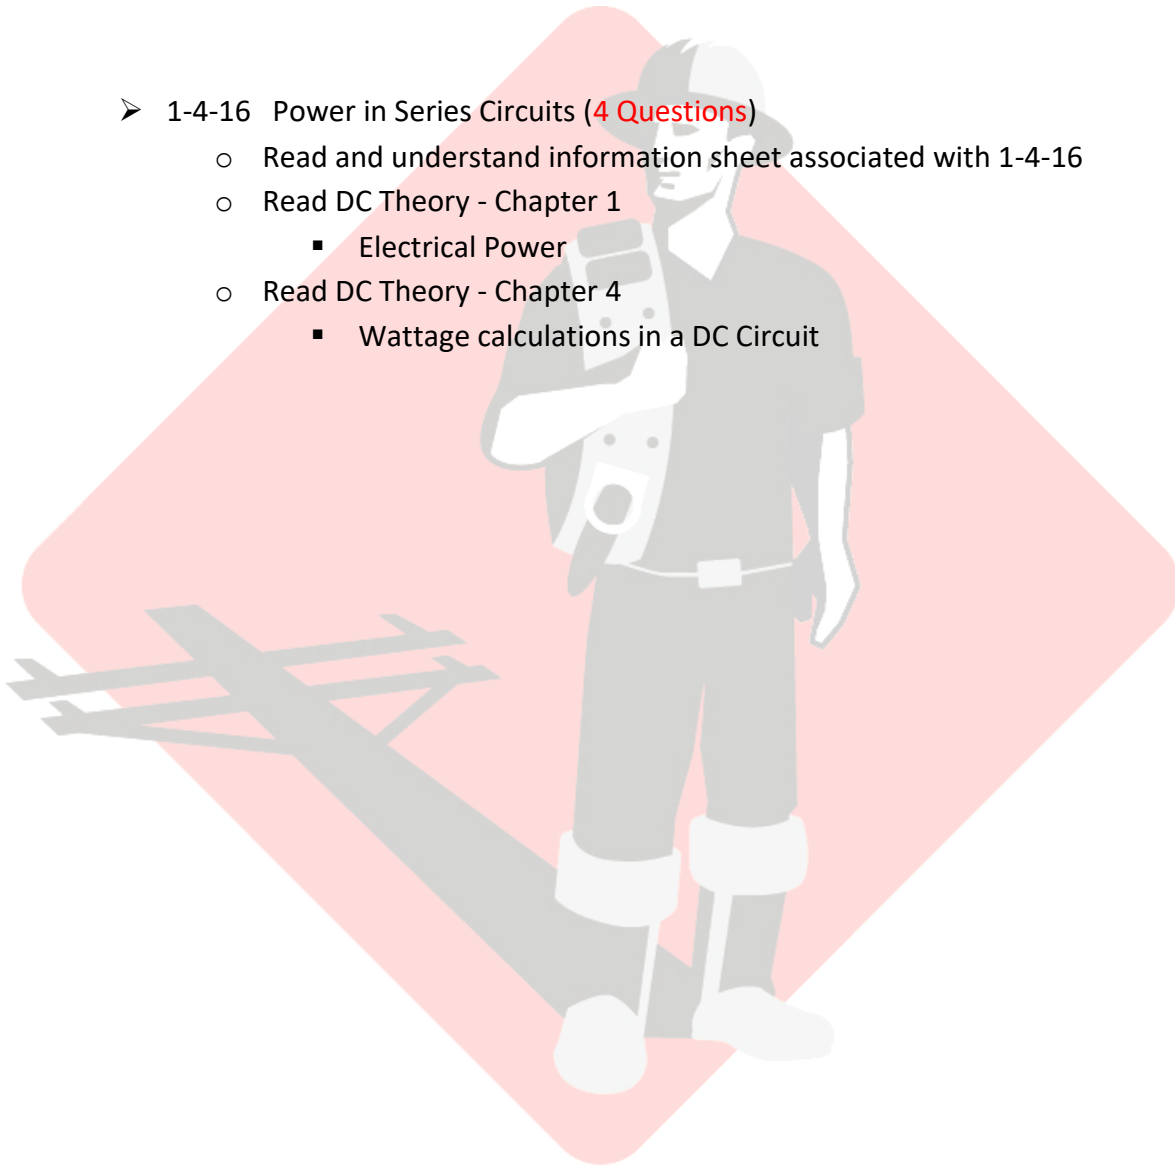 ➢ 1-4-16 Power in Series Circuits (4 Questions)
o Read and understand information sheet associated with 1-4-16
o Read DC Theory - Chapter 1
▪ Electrical Power
o Read DC Theory - Chapter 4
▪ Wattage calculations in a DC Circuit